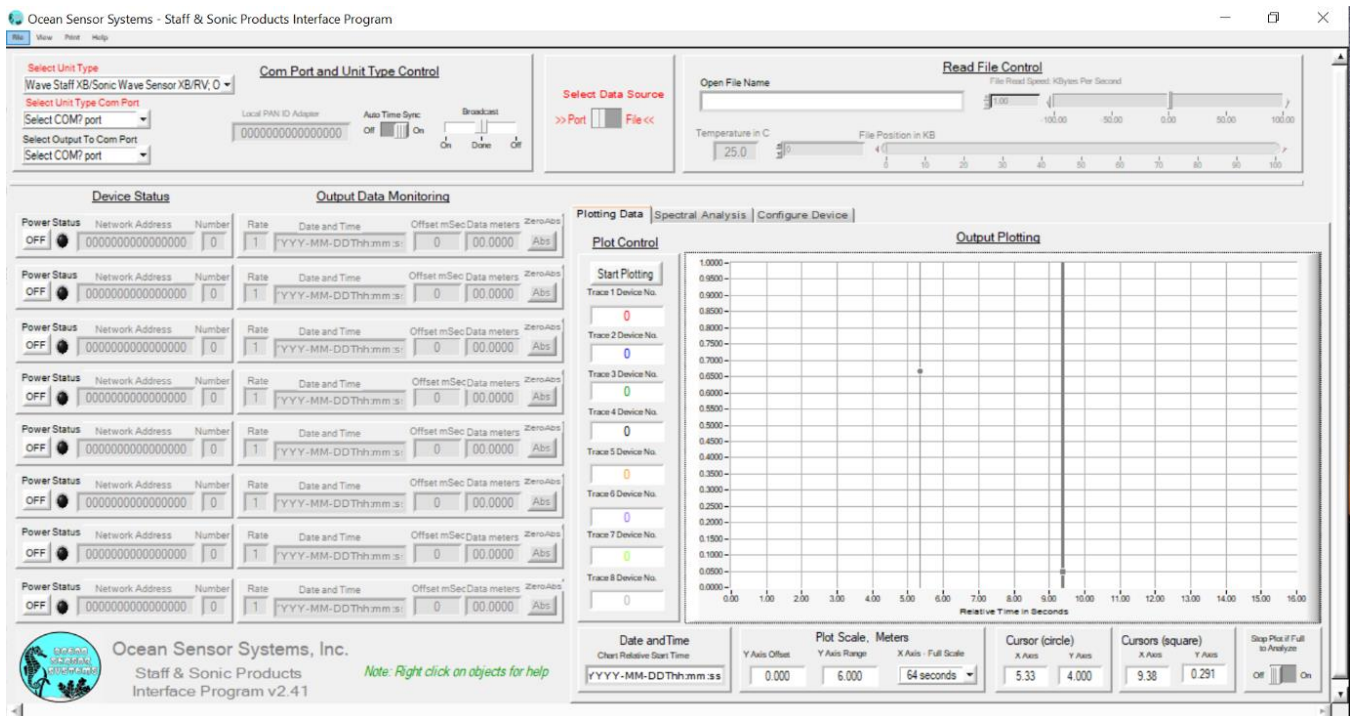 Ocean Sensor Systems - Staff & Sonic Products Interface Program
File View Print Help
Select Unit Type
Wave Staff XB/Sonic Wave Sensor XB/RV, O
Select Unit Type Com Port
Select COM? port
Select Output To Com Port
Select COM? port
Com Port and Unit Type Control
Local PAN ID Adapter
0000000000000000
Auto Time Sync
Off On
Broadcast
On Done Off
Select Data Source
>> Port File <<
Read File Control
Open File Name
File Read Speed. KBytes Per Second
1.00
-100.00 -50.00 0.00 50.00 100.00
Temperature in C
25.0
File Position in KB
0
0 10 20 30 40 50 60 70 80 90 100
Device Status
Output Data Monitoring
Power Status Network Address Number Rate Date and Time Offset mSec Data meters ZeroAbs
OFF 0000000000000000 0 1 YYYY-MM-DDThh:mm:s 0 00.0000 Abs
Power Staus Network Address Number Rate Date and Time Offset mSec Data meters ZeroAbs
OFF 0000000000000000 0 1 YYYY-MM-DDThh:mm:s 0 00.0000 Abs
Power Staus Network Address Number Rate Date and Time Offset mSec Data meters ZeroAbs
OFF 0000000000000000 0 1 YYYY-MM-DDThh:mm:s 0 00.0000 Abs
Power Status Network Address Number Rate Date and Time Offset mSec Data meters ZeroAbs
OFF 0000000000000000 0 1 YYYY-MM-DDThh:mm:s 0 00.0000 Abs
Power Status Network Address Number Rate Date and Time Offset mSec Data meters ZeroAbs
OFF 0000000000000000 0 1 YYYY-MM-DDThh:mm:s 0 00.0000 Abs
Power Status Network Address Number Rate Date and Time Offset mSec Data meters ZeroAbs
OFF 0000000000000000 0 1 YYYY-MM-DDThh:mm:s 0 00.0000 Abs
Power Status Network Address Number Rate Date and Time Offset mSec Data meters ZeroAbs
OFF 0000000000000000 0 1 YYYY-MM-DDThh:mm:s 0 00.0000 Abs
Power Status Network Address Number Rate Date and Time Offset mSec Data meters ZeroAbs
OFF 0000000000000000 0 1 YYYY-MM-DDThh:mm:s 0 00.0000 Abs
OCEAN
SENSOR
SYSTEMS
Ocean Sensor Systems, Inc.
Staff & Sonic Products
Interface Program v2.41
Note: Right click on objects for help
Plotting Data Spectral Analysis Configure Device
Plot Control
Start Plotting
Trace 1 Device No.
0
Trace 2 Device No.
0
Trace 3 Device No.
0
Trace 4 Device No.
0
Trace 5 Device No.
0
Trace 6 Device No.
0
Trace 7 Device No.
0
Trace 8 Device No.
0
Output Plotting
1.0000
0.9500
0.9000
0.8500
0.8000
0.7500
0.7000
0.6500
0.6000
0.5500
0.5000
0.4500
0.4000
0.3500
0.3000
0.2500
0.2000
0.1500
0.1000
0.0500
0.0000
0.00 1.00 2.00 3.00 4.00 5.00 6.00 7.00 8.00 9.00 10.00 11.00 12.00 13.00 14.00 15.00 16.00
Relative Time in Seconds
Date and Time
Chart Relative Start Time
YYYY-MM-DDThh:mm:ss
Plot Scale, Meters
Y Axis Offset Y Axis Range X Axis - Full Scale
0.000 6.000 64 seconds
Cursor (circle)
X Axis Y Axis
5.33 4.000
Cursors (square)
X Axis Y Axis
9.38 0.291
Stop Plot if Full
to Analyze
Off On